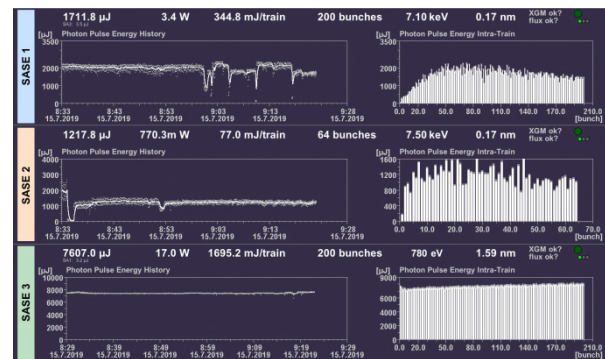 SASE 1
1711.8 µJ 3.4 W 344.8 mJ/train 200 bunches 7.10 keV 0.17 nm XGM ok?
flux ok?
[µJ] Photon Pulse Energy History [µJ] Photon Pulse Energy Intra-Train
3500 3500
2000 2000
1000 1000
0 0
8:33 8:43 8:53 9:03 9:13 9:28 0.0 20.0 50.0 80.0 110.0 140.0 170.0 210.0
15.7.2019 15.7.2019 15.7.2019 15.7.2019 15.7.2019 15.7.2019 [bunch]
SASE 2
1217.8 µJ 770.3m W 77.0 mJ/train 64 bunches 7.50 keV 0.17 nm XGM ok?
flux ok?
[µJ] Photon Pulse Energy History [µJ] Photon Pulse Energy Intra-Train
4000 1600
3000 1200
2000 800
1000 400
0 0
8:33 8:43 8:53 9:03 9:13 9:28 0.0 10.0 20.0 30.0 40.0 50.0 60.0 70.0
15.7.2019 15.7.2019 15.7.2019 15.7.2019 15.7.2019 15.7.2019 [bunch]
SASE 3
7607.0 µJ 17.0 W 1695.2 mJ/train 200 bunches 780 eV 1.59 nm XGM ok?
flux ok?
[µJ] Photon Pulse Energy History [µJ] Photon Pulse Energy Intra-Train
10000 9000
8000
6000 6000
4000
3000
2000
0 0
8:29 8:39 8:49 8:59 9:09 9:19 9:29 0.0 20.0 50.0 80.0 110.0 140.0 170.0 210.0
15.7.2019 15.7.2019 15.7.2019 15.7.2019 15.7.2019 15.7.2019 15.7.2019 [bunch]